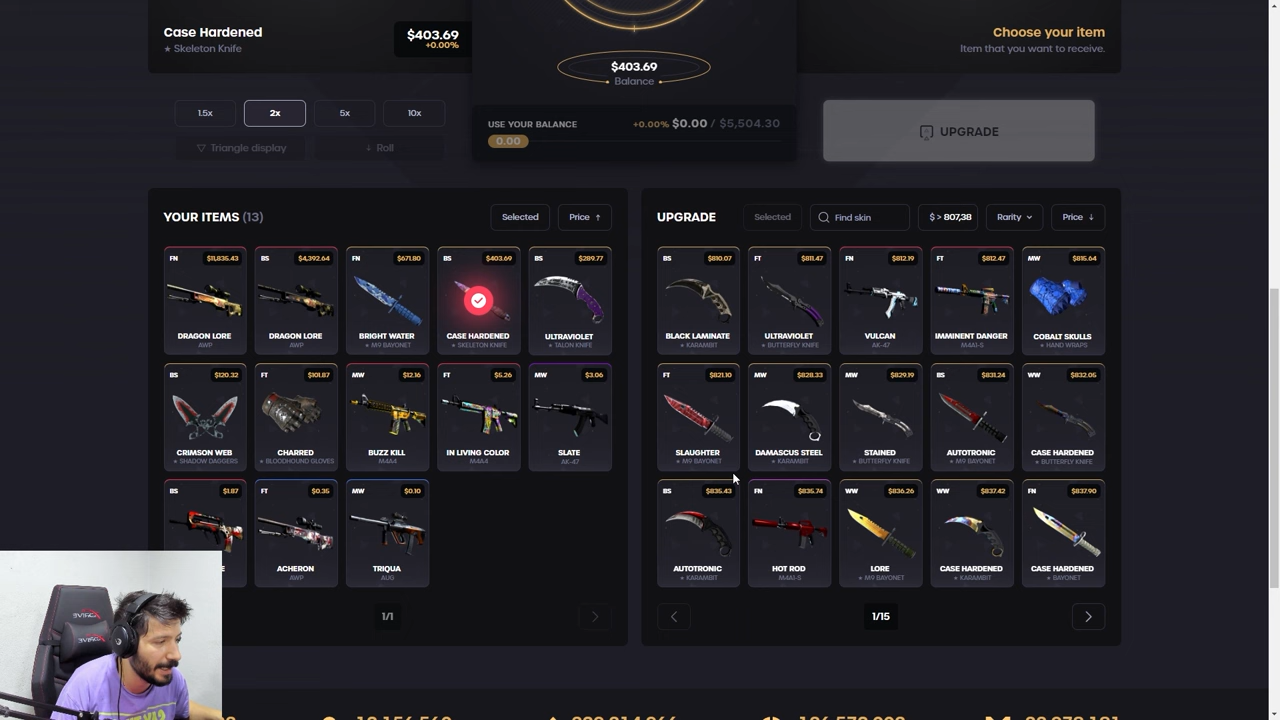 Case Hardened
★ Skeleton Knife
$403.69
+0.00%
$403.69
Balance
Choose your item
Item that you want to receive.
1.5x 2x 5x 10x
Triangle display Roll
USE YOUR BALANCE +0.00% $0.00 / $5,504.30
0.00
UPGRADE
YOUR ITEMS (13) Selected Price ↑
FN $11,835.43 BS $4,392.64 FN $671.80 BS $403.69 BS $289.77
DRAGON LORE DRAGON LORE BRIGHT WATER CASE HARDENED ULTRAVIOLET
AWP AWP ★ M9 BAYONET ★ SKELETON KNIFE ★ TALON KNIFE
BS $120.32 FT $101.87 MW $12.16 FT $5.26 MW $3.06
CRIMSON WEB CHARRED BUZZ KILL IN LIVING COLOR SLATE
★ SHADOW DAGGERS ★ BLOODHOUND GLOVES M4A4 M4A4 AK-47
BS $1.87 FT $0.35 MW $0.10
ACHERON TRIQUA
AWP AUG
1/1
UPGRADE Selected Find skin $ > 807,38 Rarity Price ↓
BS $810.07 FT $811.47 FN $812.19 FT $812.47 MW $815.64
BLACK LAMINATE ULTRAVIOLET VULCAN IMMINENT DANGER COBALT SKULLS
★ KARAMBIT ★ BUTTERFLY KNIFE AK-47 M4A1-S ★ HAND WRAPS
FT $821.10 MW $828.33 MW $829.19 BS $831.24 WW $832.05
SLAUGHTER DAMASCUS STEEL STAINED AUTOTRONIC CASE HARDENED
★ M9 BAYONET ★ KARAMBIT ★ BUTTERFLY KNIFE ★ M9 BAYONET ★ BUTTERFLY KNIFE
BS $835.43 FN $835.74 WW $836.26 WW $837.42 FN $837.90
AUTOTRONIC HOT ROD LORE CASE HARDENED CASE HARDENED
★ KARAMBIT M4A1-S ★ M9 BAYONET ★ KARAMBIT ★ BAYONET
1/15